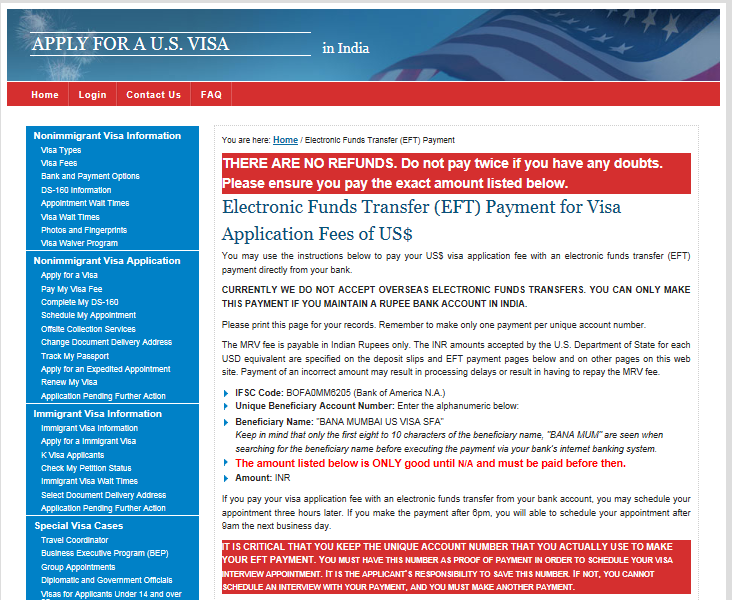 APPLY FOR A U.S. VISA in India
Home Login Contact Us FAQ
Nonimmigrant Visa Information
Visa Types
Visa Fees
Bank and Payment Options
DS-160 Information
Appointment Wait Times
Visa Wait Times
Photos and Fingerprints
Visa Waiver Program
Nonimmigrant Visa Application
Apply for a Visa
Pay My Visa Fee
Complete My DS-160
Schedule My Appointment
Offsite Collection Services
Change Document Delivery Address
Track My Passport
Apply for an Expedited Appointment
Renew My Visa
Application Pending Further Action
Immigrant Visa Information
Immigrant Visa Information
Apply for a Immigrant Visa
K Visa Applicants
Check My Petition Status
Immigrant Visa Wait Times
Select Document Delivery Address
Application Pending Further Action
Special Visa Cases
Travel Coordinator
Business Executive Program (BEP)
Group Appointments
Diplomatic and Government Officials
Visas for Applicants Under 14 and over
You are here: Home / Electronic Funds Transfer (EFT) Payment
THERE ARE NO REFUNDS. Do not pay twice if you have any doubts.
Please ensure you pay the exact amount listed below.
Electronic Funds Transfer (EFT) Payment for Visa
Application Fees of US$
You may use the instructions below to pay your US$ visa application fee with an electronic funds transfer (EFT)
payment directly from your bank.
CURRENTLY WE DO NOT ACCEPT OVERSEAS ELECTRONIC FUNDS TRANSFERS. YOU CAN ONLY MAKE
THIS PAYMENT IF YOU MAINTAIN A RUPEE BANK ACCOUNT IN INDIA.
Please print this page for your records. Remember to make only one payment per unique account number.
The MRV fee is payable in Indian Rupees only. The INR amounts accepted by the U.S. Department of State for each
USD equivalent are specified on the deposit slips and EFT payment pages below and on other pages on this web
site. Payment of an incorrect amount may result in processing delays or result in having to repay the MRV fee.
IFSC Code: BOFA0MM6205 (Bank of America N.A.)
Unique Beneficiary Account Number: Enter the alphanumeric below:
Beneficiary Name: "BANA MUMBAI US VISA SFA"
Keep in mind that only the first eight to 10 characters of the beneficiary name, "BANA MUM" are seen when
searching for the beneficiary name before executing the payment via your bank's internet banking system.
The amount listed below is ONLY good until N/A and must be paid before then.
Amount: INR
If you pay your visa application fee with an electronic funds transfer from your bank account, you may schedule your
appointment three hours later. If you make the payment after 6pm, you will able to schedule your appointment after
9am the next business day.
IT IS CRITICAL THAT YOU KEEP THE UNIQUE ACCOUNT NUMBER THAT YOU ACTUALLY USE TO MAKE
YOUR EFT PAYMENT. YOU MUST HAVE THIS NUMBER AS PROOF OF PAYMENT IN ORDER TO SCHEDULE YOUR VISA
INTERVIEW APPOINTMENT. IT IS THE APPLICANT'S RESPONSIBILITY TO SAVE THIS NUMBER. IF NOT, YOU CANNOT
SCHEDULE AN INTERVIEW WITH YOUR PAYMENT, AND YOU MUST MAKE ANOTHER PAYMENT.